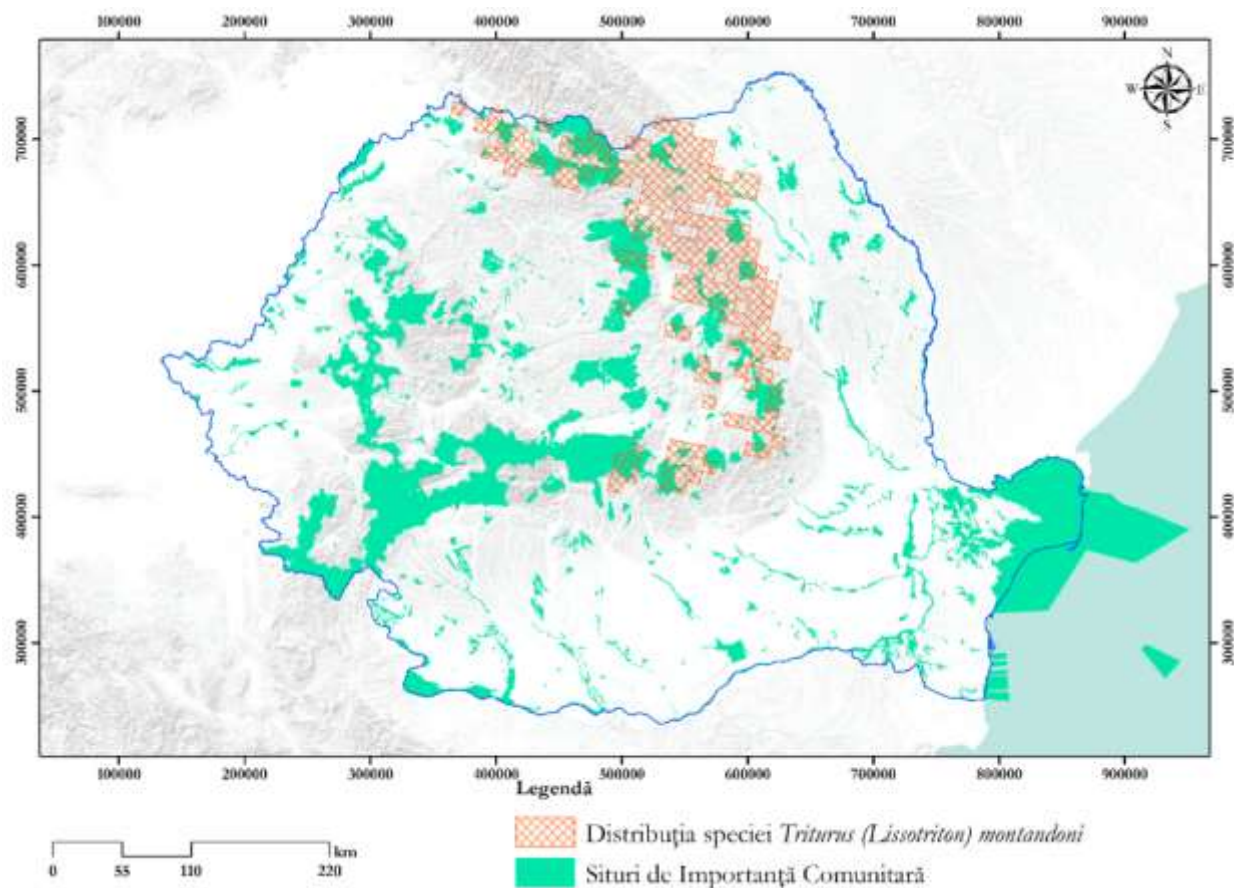 100000 200000 300000 400000 500000 600000 700000 800000 900000
N
W E
S
700000 700000
600000 600000
500000 500000
400000 400000
300000 300000
100000 200000 300000 400000 500000 600000 700000 800000 900000
Legendă
Distribuția speciei Triturus (Lissotriton) montandoni
km
0 55 110 220
Situri de Importanță Comunitară